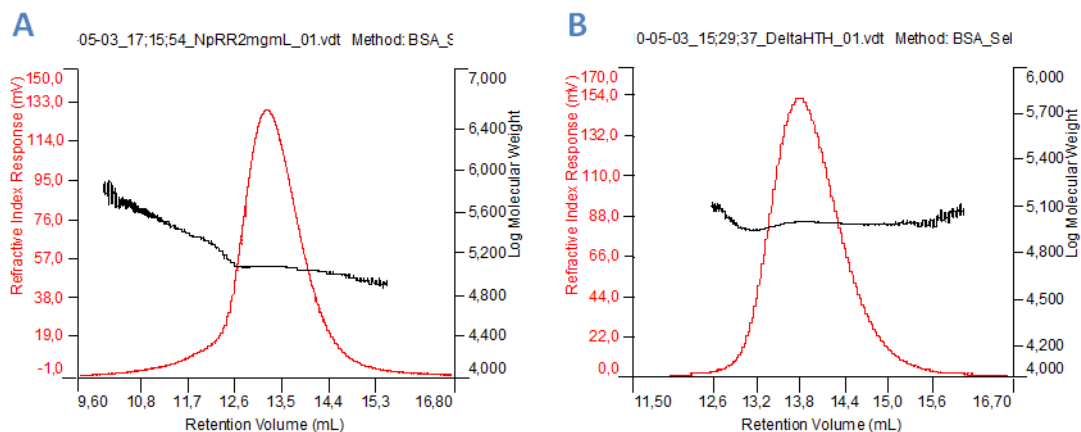 A
-05-03_17;15;54_NpRR2mgmL_01.vdt Method: BSA_S
Refractive Index Response (mV)
150,0
133,0
114,0
95,0
76,0
57,0
38,0
19,0
-1,0
7,000
6,400
5,600
5,200
4,800
4,400
4,000
Log Molecular Weight
9,60 10,8 11,7 12,6 13,5 14,4 15,3 16,80
Retention Volume (mL)
B
0-05-03_15;29;37_DeltaHTH_01.vdt Method: BSA_Sel
Refractive Index Response (mV)
170,0
154,0
132,0
110,0
88,0
66,0
44,0
22,0
0,0
6,000
5,700
5,400
5,100
4,800
4,500
4,200
4,000
Log Molecular Weight
11,50 12,6 13,2 13,8 14,4 15,0 15,6 16,70
Retention Volume (mL)